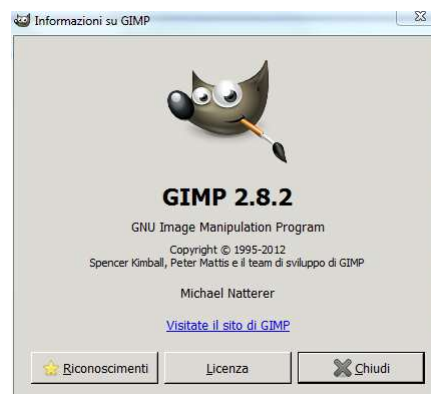 Informazioni su GIMP
GIMP 2.8.2
GNU Image Manipulation Program
Copyright © 1995-2012
Spencer Kimball, Peter Mattis e il team di sviluppo di GIMP
Michael Natterer
Visitate il sito di GIMP
Riconoscimenti
Licenza
Chiudi